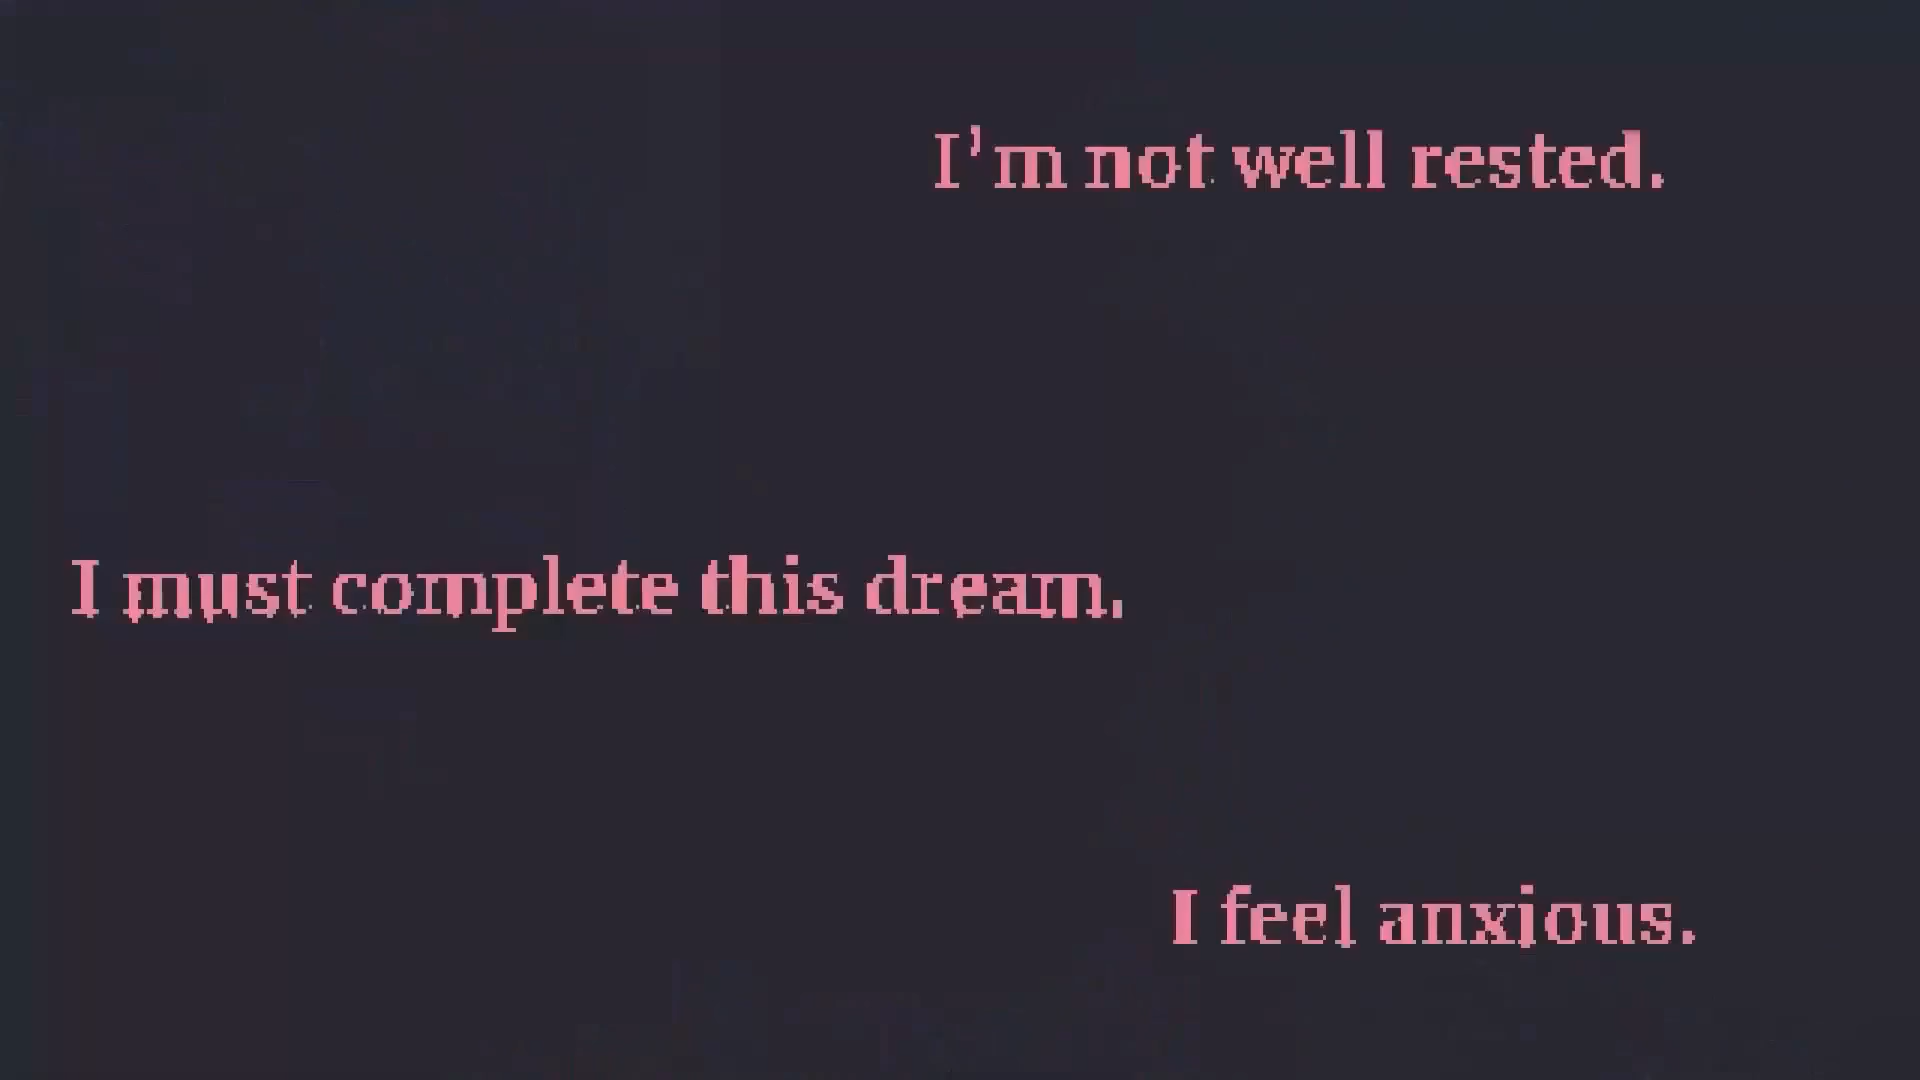 I'm not well rested.
I must complete this dream.
I feel anxious.